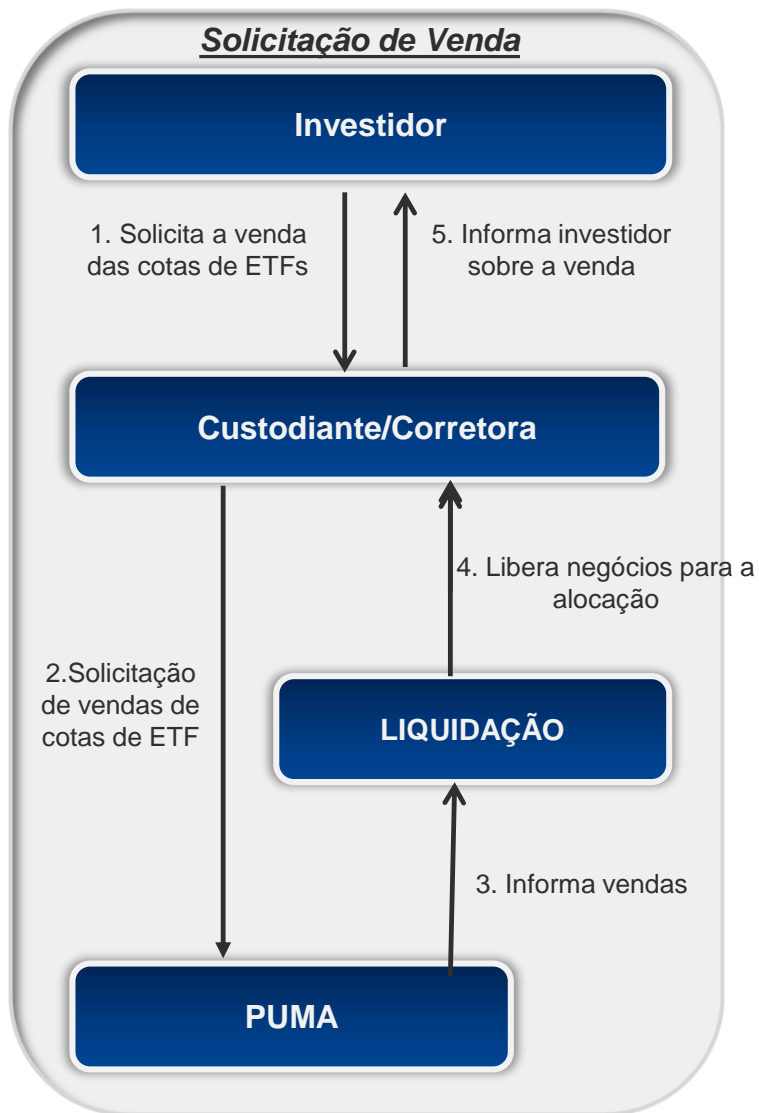 Solicitação de Venda
Investidor
1. Solicita a venda
das cotas de ETFs
5. Informa investidor
sobre a venda
Custodiante/Corretora
4. Libera negócios para a
alocação
2.Solicitação
de vendas de
cotas de ETF
LIQUIDAÇÃO
3. Informa vendas
PUMA